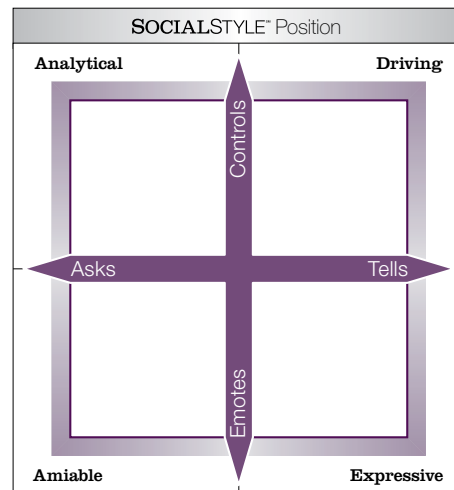 SOCIALSTYLE™ Position
Analytical Driving
Controls
Asks Tells
Emotes
Amiable Expressive